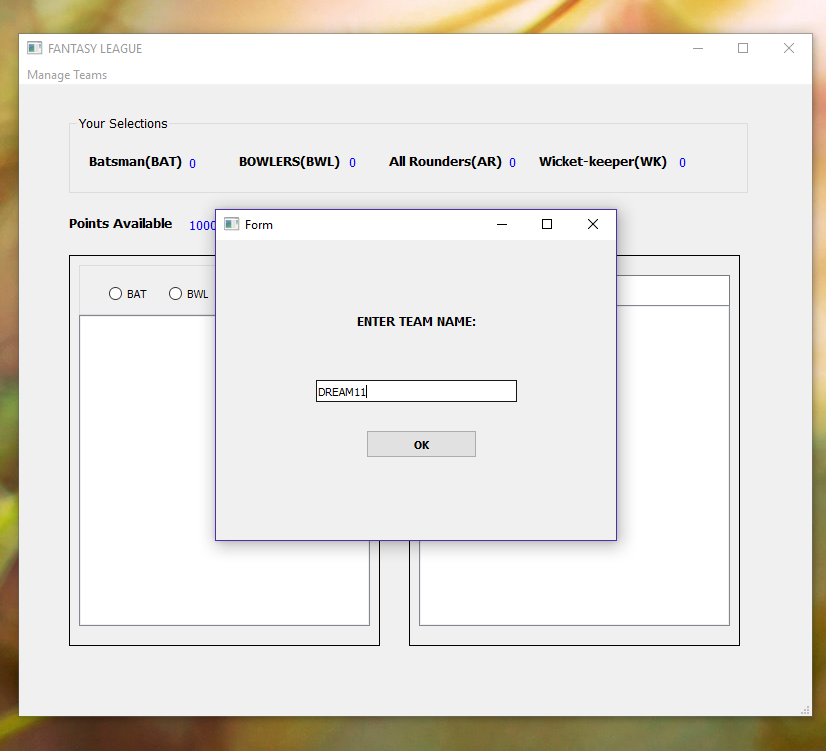 FANTASY LEAGUE
Manage Teams
Your Selections
Batsman(BAT) 0 BOWLERS(BWL) 0 All Rounders(AR) 0 Wicket-keeper(WK) 0
Points Available 1000
Form
BAT BWL
ENTER TEAM NAME:
DREAM11
OK